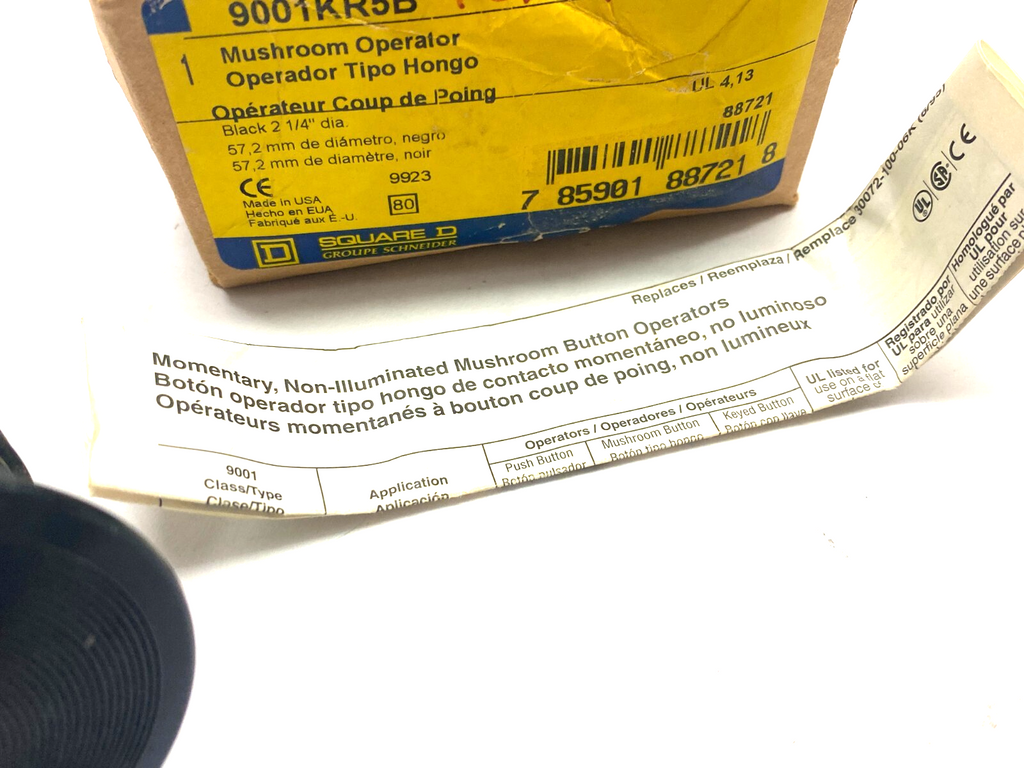 9001KR5B
1 Mushroom Operator
Operador Tipo Hongo
Opérateur Coup de Poing
UL 4,13
Black 2 1/4" dia.
57,2 mm de diámetro, negro
57,2 mm de diamètre, noir
88721
CE 9923
7 85901 88721 8
Made in USA
Hecho en EUA
Fabriqué aux É.-U.
80
D SQUARE D
GROUPE SCHNEIDER
Replaces / Reemplaza / Remplace 30072-100-06K
UL SA CE
Momentary, Non-Illuminated Mushroom Button Operators
Botón operador tipo hongo de contacto momentáneo, no luminoso
Opérateurs momentanés à bouton coup de poing, non lumineux
9001
Class/Type
Clase/Tipo
Application
Aplicación
Operators / Operadores / Opérateurs
Push Button
Botón pulsador
Mushroom Button
Botón tipo hongo
Keyed Button
Botón con llave
UL listed for
use on a flat
surface
Registrado por
UL para utilizar
sobre una
superficie plana
Homologué par
UL pour
utilisation su
une surface